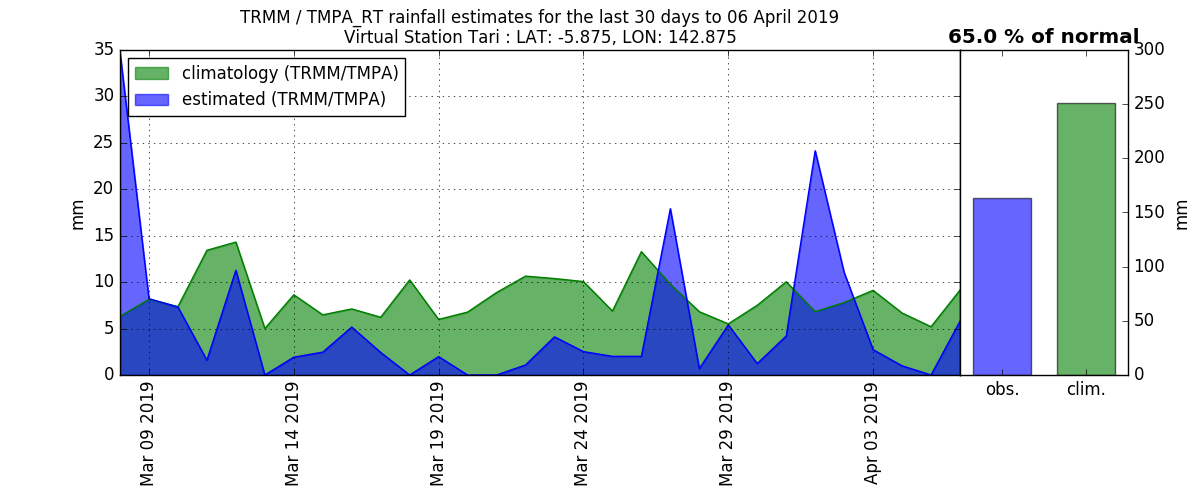 TRMM / TMPA_RT rainfall estimates for the last 30 days to 06 April 2019
Virtual Station Tari : LAT: -5.875, LON: 142.875
65.0 % of normal
climatology (TRMM/TMPA)
estimated (TRMM/TMPA)
mm
35
30
25
20
15
10
5
0
Mar 09 2019
Mar 14 2019
Mar 19 2019
Mar 24 2019
Mar 29 2019
Apr 03 2019
obs.
clim.
300
250
200
150
100
50
0
mm